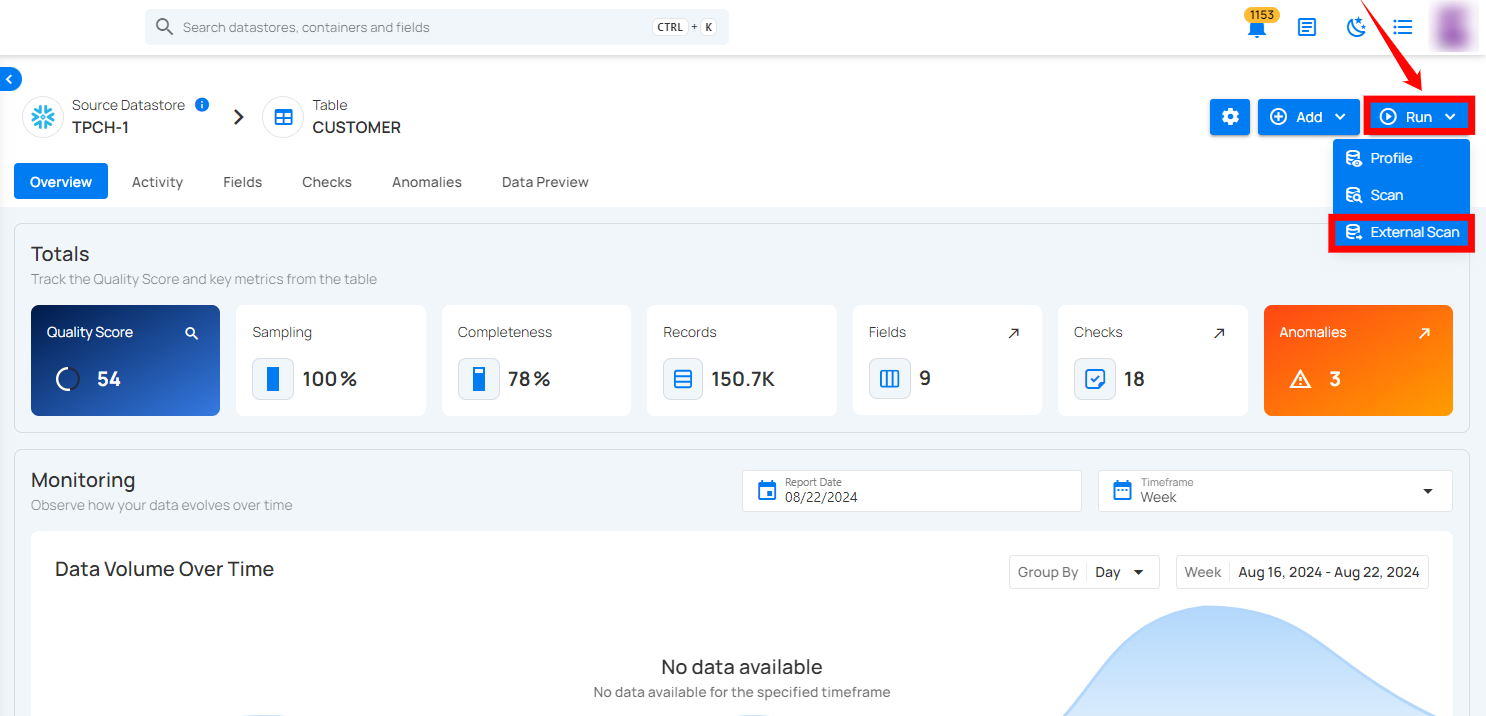 1153
Search datastores, containers and fields CTRL + K
Source Datastore
TPCH-1
Table
CUSTOMER
Add
Run
Profile
Scan
External Scan
Overview Activity Fields Checks Anomalies Data Preview
Totals
Track the Quality Score and key metrics from the table
Quality Score
54
Sampling
100%
Completeness
78%
Records
150.7K
Fields
9
Checks
18
Anomalies
3
Monitoring
Observe how your data evolves over time
Report Date
08/22/2024
Timeframe
Week
Data Volume Over Time
Group By Day
Week Aug 16, 2024 - Aug 22, 2024
No data available
No data available for the specified timeframe